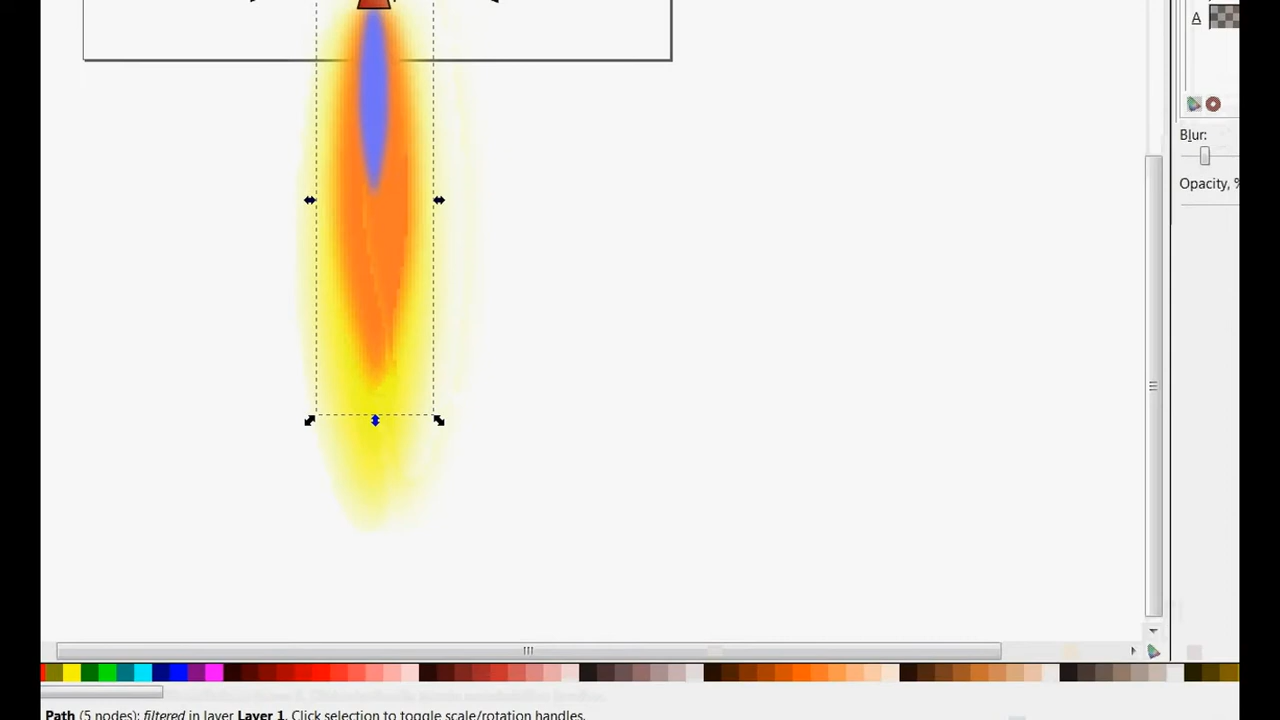 A
Blur:
Opacity, %
Path (5 nodes); filtered in layer Layer 1. Click selection to toggle scale/rotation handles.